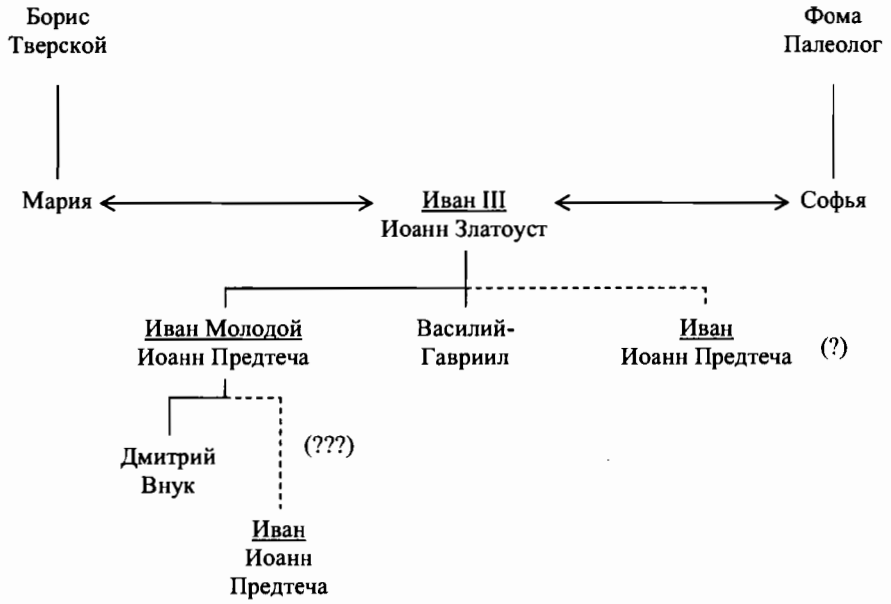 Борис
Тверской
Фома
Палеолог
Мария
Иван III
Иоанн Златоуст
Софья
Иван Молодой
Иоанн Предтеча
Василий-
Гавриил
Иван
Иоанн Предтеча
(?)
Дмитрий
Внук
(???)
Иван
Иоанн
Предтеча